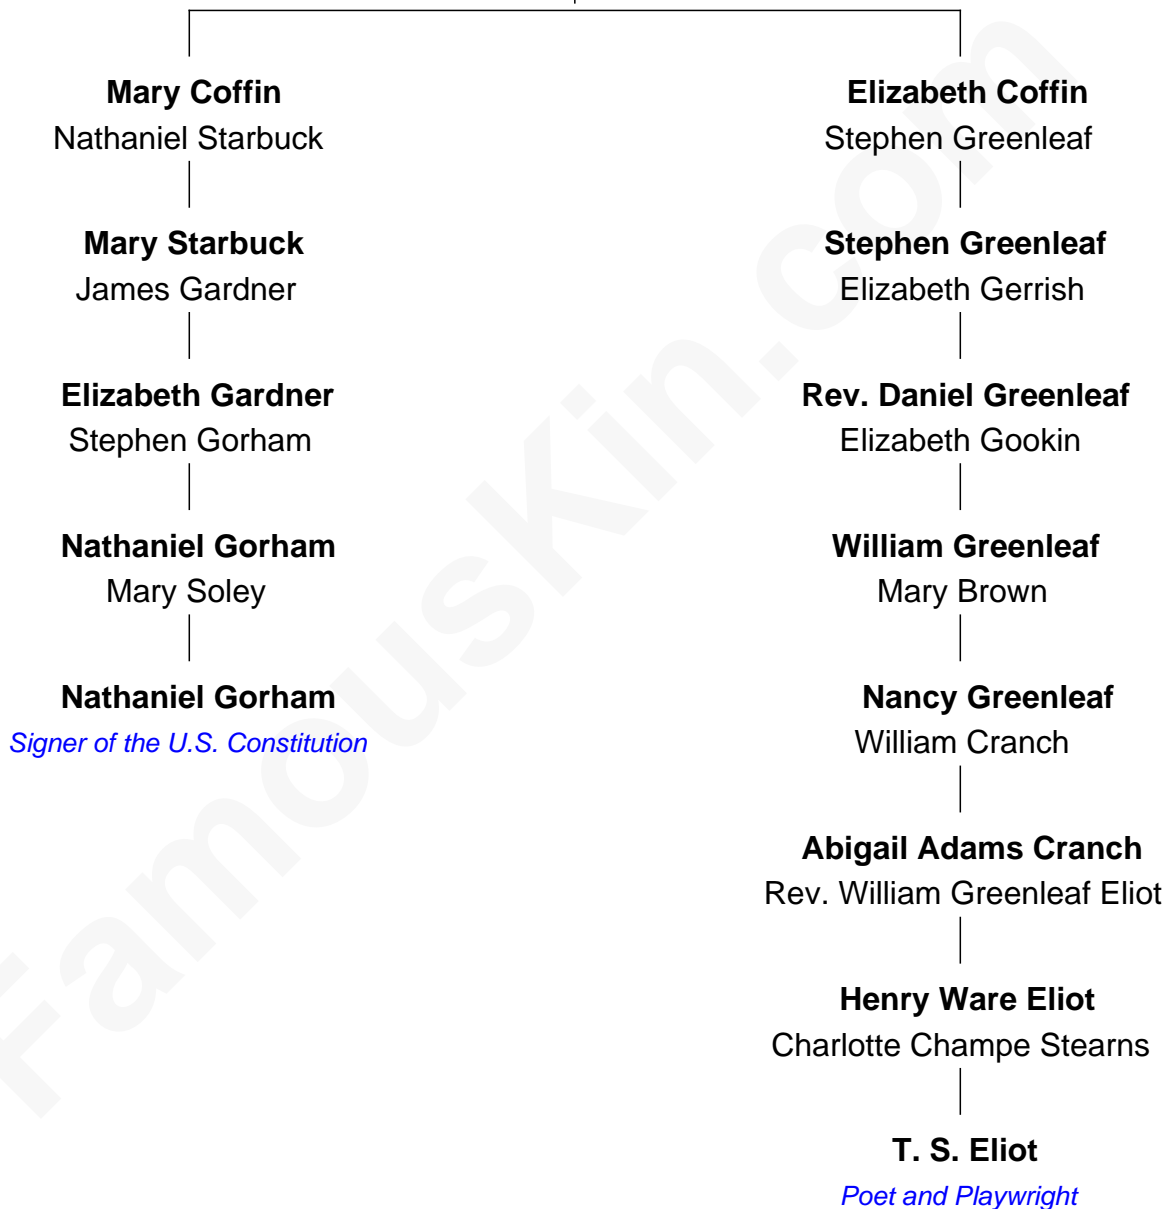 Mary Coffin
Nathaniel Starbuck
Mary Starbuck
James Gardner
Elizabeth Gardner
Stephen Gorham
Nathaniel Gorham
Mary Soley
Nathaniel Gorham
Signer of the U.S. Constitution
Elizabeth Coffin
Stephen Greenleaf
Stephen Greenleaf
Elizabeth Gerrish
Rev. Daniel Greenleaf
Elizabeth Gookin
William Greenleaf
Mary Brown
Nancy Greenleaf
William Cranch
Abigail Adams Cranch
Rev. William Greenleaf Eliot
Henry Ware Eliot
Charlotte Champe Stearns
T. S. Eliot
Poet and Playwright
FamousKin.com